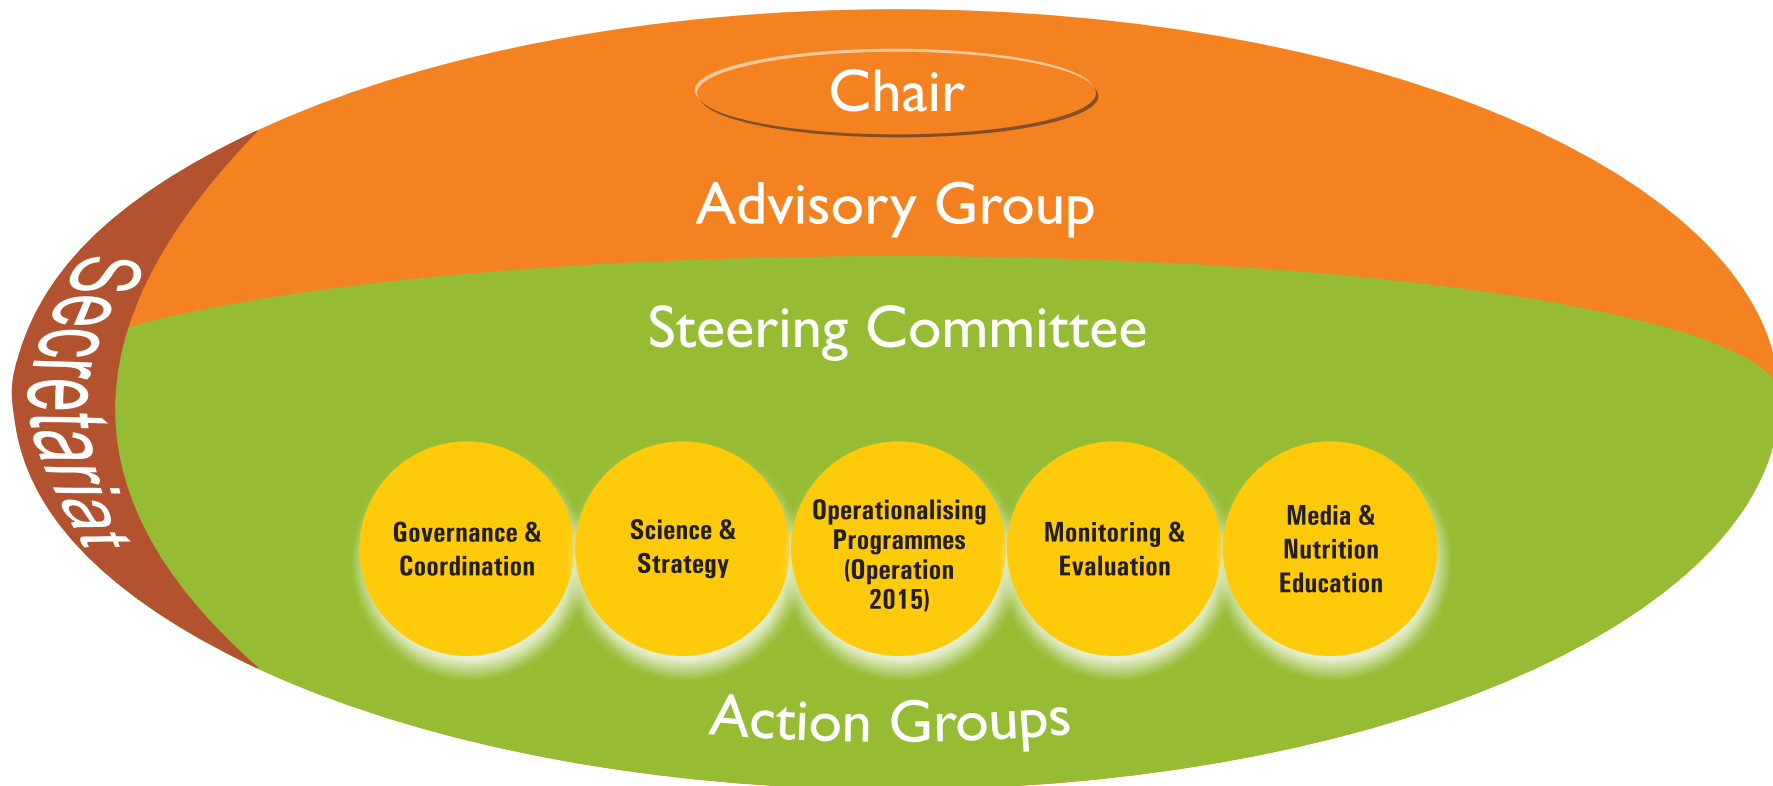 Chair
Advisory Group
Steering Committee
Secretariat
Governance &
Coordination
Science &
Strategy
Operationalising
Programmes
(Operation
2015)
Monitoring &
Evaluation
Media &
Nutrition
Education
Action Groups